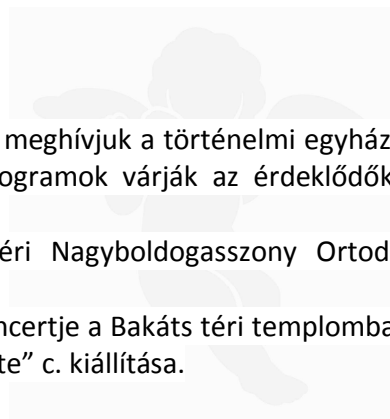 meghívjuk a történelmi egyház
ogramok várják az érdeklődők
éri Nagyboldogasszony Ortod
ncertje a Bakáts téri templomba
te” c. kiállítása.